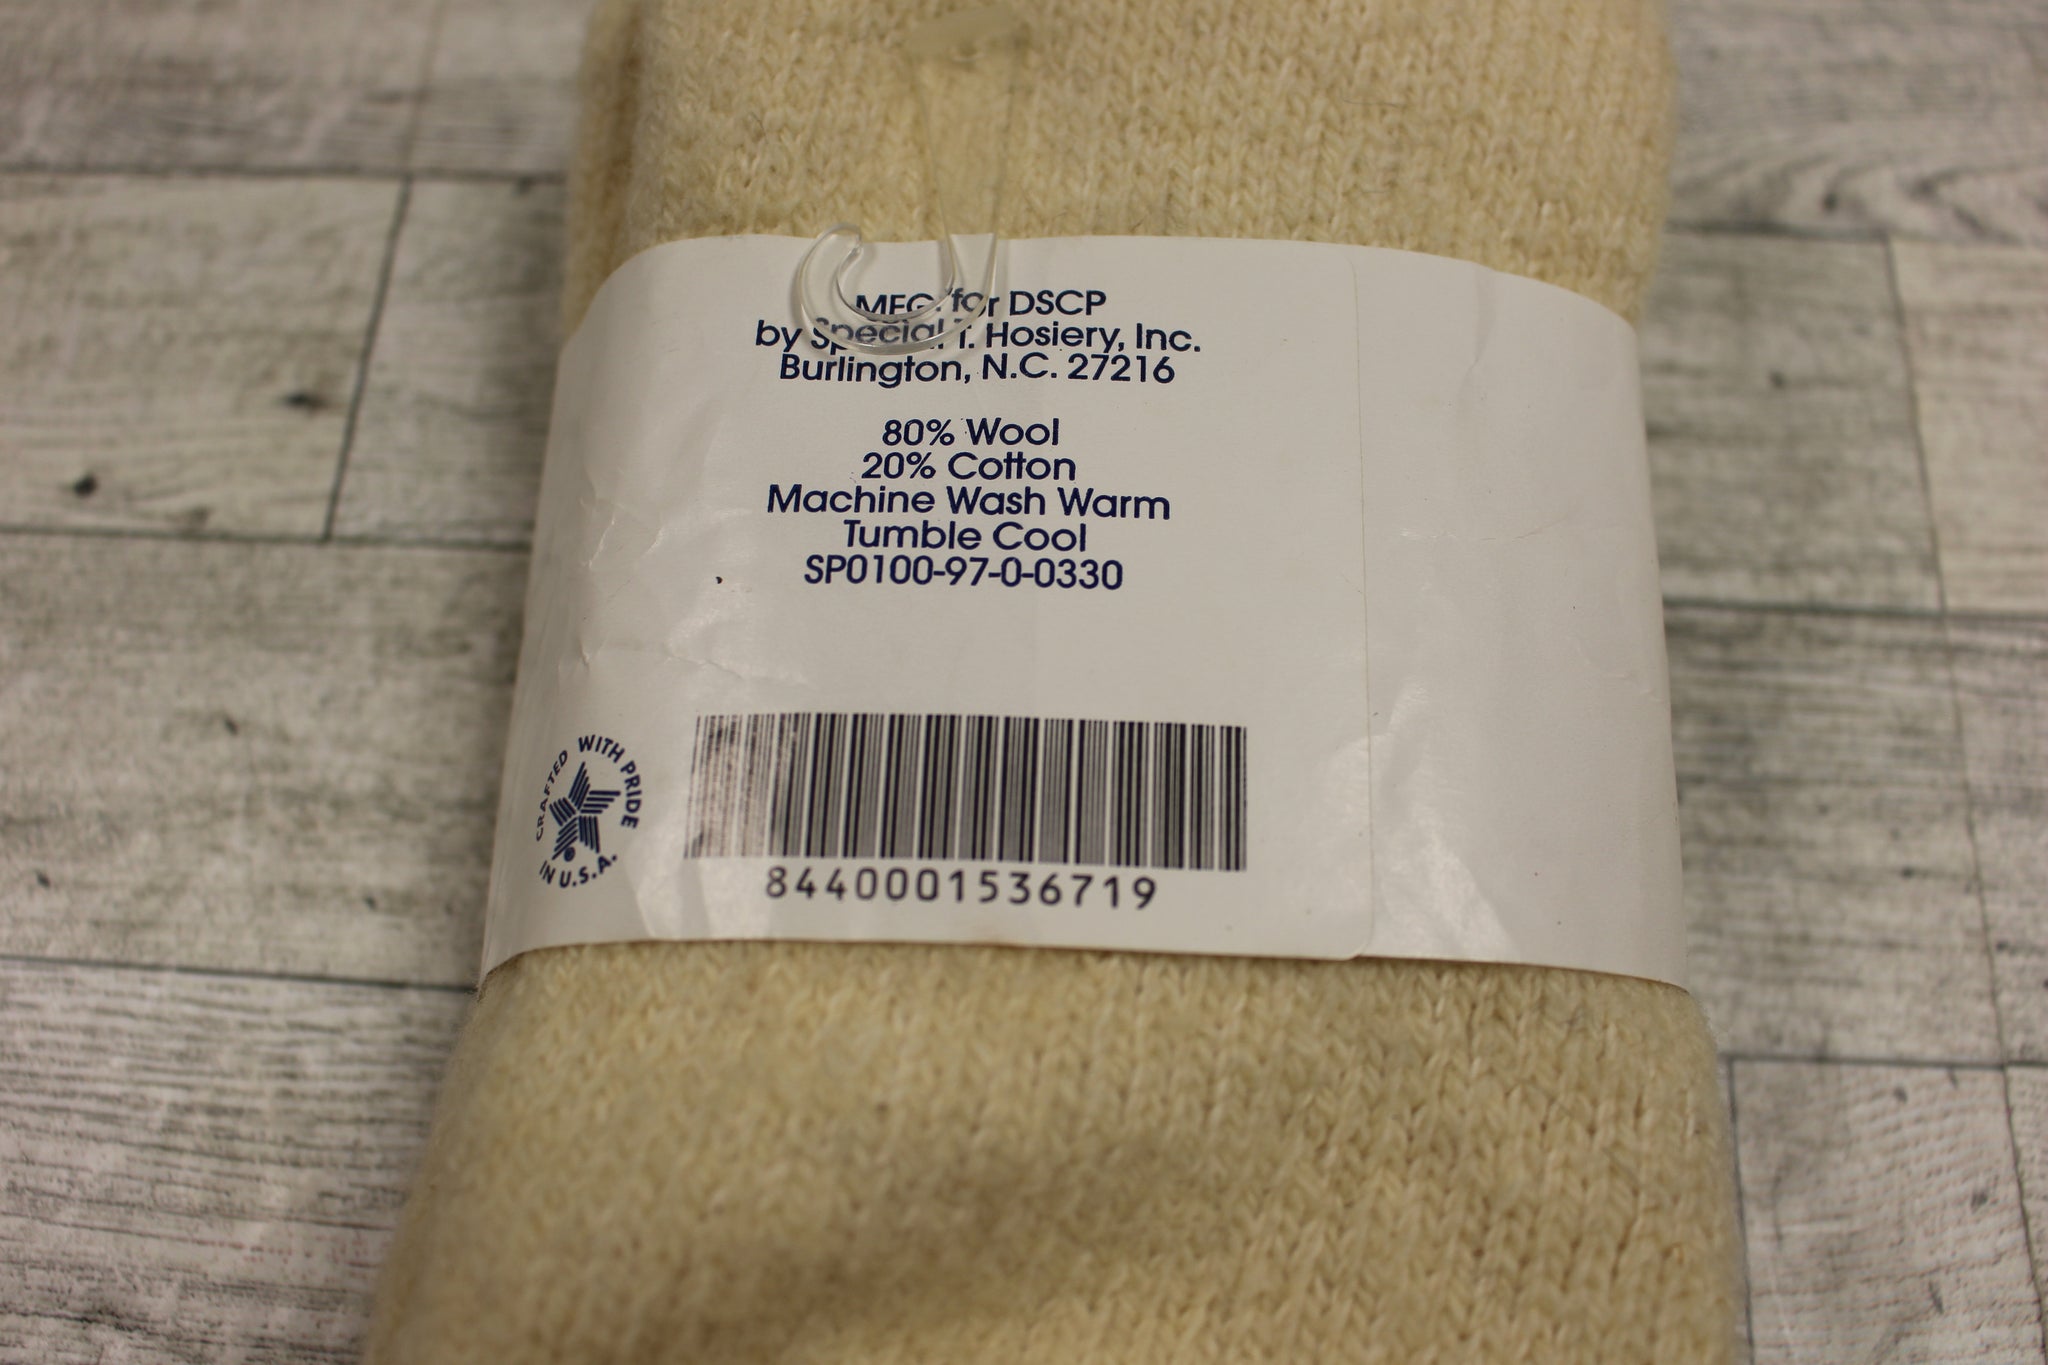 MFG. for DSCP
by Special T. Hosiery, Inc.
Burlington, N.C. 27216
80% Wool
20% Cotton
Machine Wash Warm
Tumble Cool
SP0100-97-0-0330
CRAFTED WITH PRIDE
IN U.S.A.
8440001536719